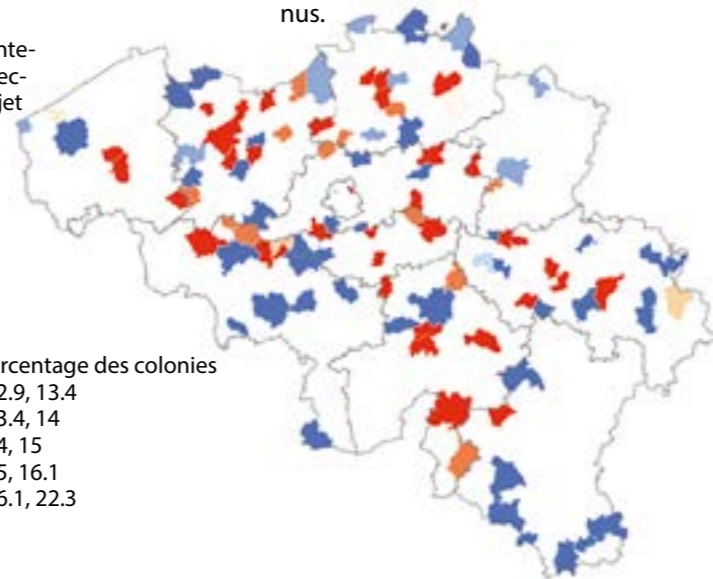 nus.
nte-
ec-
jet
rcentage des colonies
2.9, 13.4
3.4, 14
4, 15
5, 16.1
6.1, 22.3